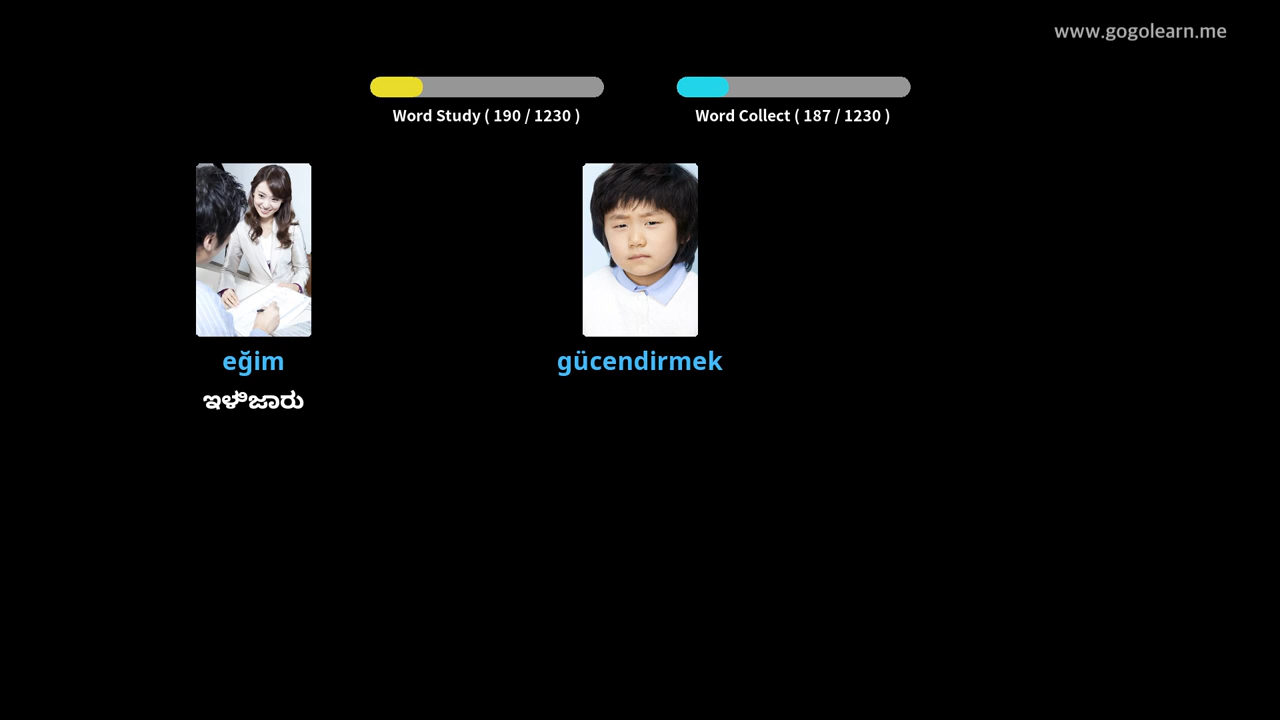 www.gogolearn.me
Word Study ( 190 / 1230 )
Word Collect ( 187 / 1230 )
eğim
gücendirmek
ಇಳಿಜಾರು